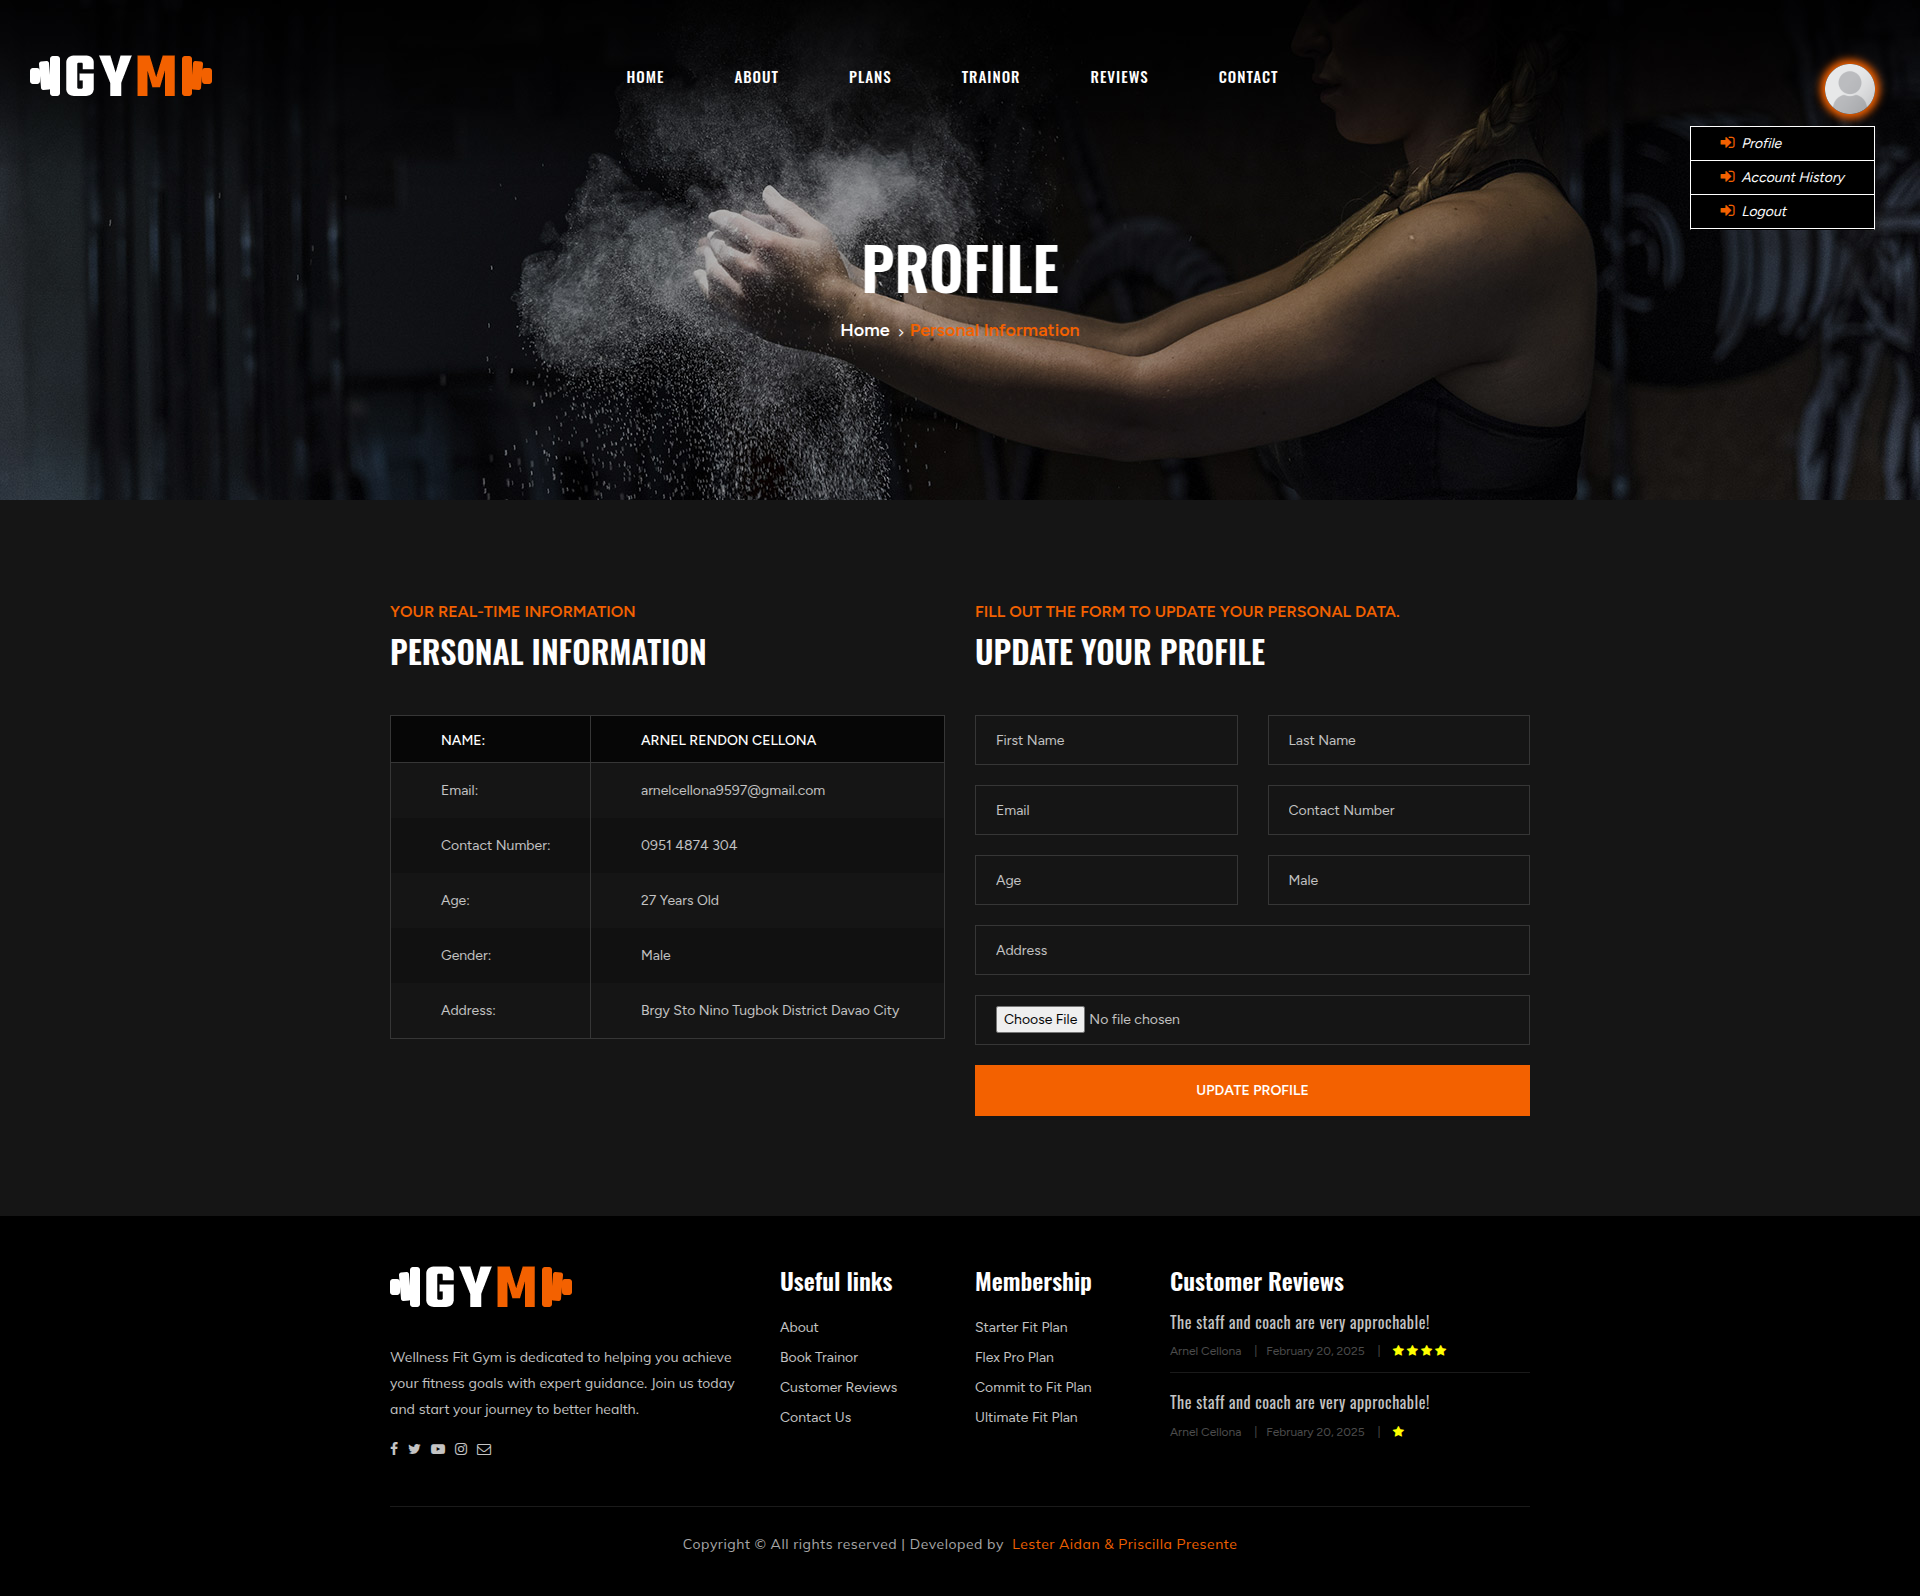 GYM
HOME ABOUT PLANS TRAINOR REVIEWS CONTACT
Profile
Account History
Logout
PROFILE
Home > Personal Information
YOUR REAL-TIME INFORMATION
PERSONAL INFORMATION
NAME: ARNEL RENDON CELLONA
Email: arnelcellona9597@gmail.com
Contact Number: 0951 4874 304
Age: 27 Years Old
Gender: Male
Address: Brgy Sto Nino Tugbok District Davao City
FILL OUT THE FORM TO UPDATE YOUR PERSONAL DATA.
UPDATE YOUR PROFILE
First Name Last Name
Email Contact Number
Age Male
Address
Choose File No file chosen
UPDATE PROFILE
GYM
Wellness Fit Gym is dedicated to helping you achieve
your fitness goals with expert guidance. Join us today
and start your journey to better health.
Useful links
About
Book Trainor
Customer Reviews
Contact Us
Membership
Starter Fit Plan
Flex Pro Plan
Commit to Fit Plan
Ultimate Fit Plan
Customer Reviews
The staff and coach are very approchable!
Arnel Cellona | February 20, 2025 |
The staff and coach are very approchable!
Arnel Cellona | February 20, 2025 |
Copyright © All rights reserved | Developed by Lester Aidan & Priscilla Presente